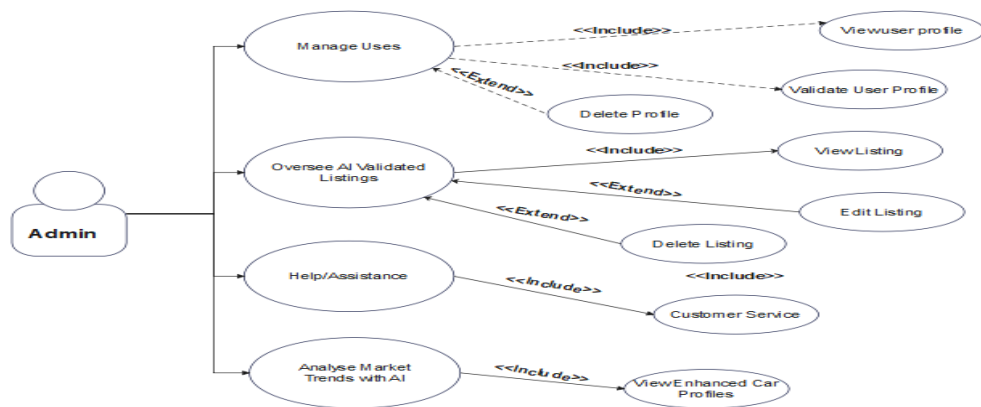 Manage Uses
<<Include>>
View user profile
<<Include>>
Validate User Profile
<<Extend>>
Delete Profile
Oversee AI Validated
Listings
<<Include>>
View Listing
<<Extend>>
Edit Listing
<<Extend>>
Delete Listing
Admin
Help/Assistance
<<Include>>
<<Include>>
Customer Service
Analyse Market
Trends with AI
<<Include>>
View Enhanced Car
Profiles